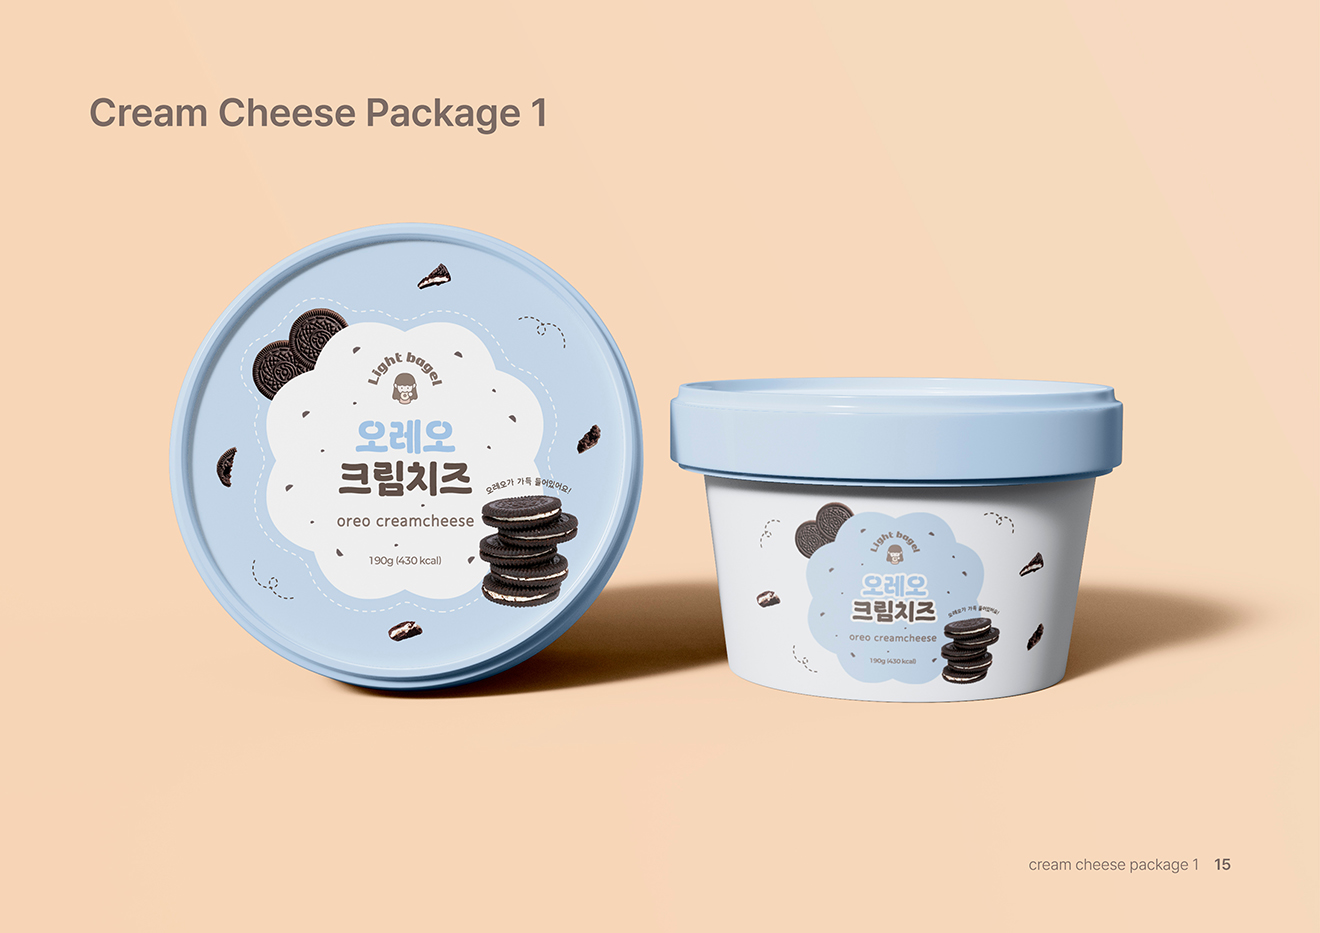 Cream Cheese Package 1
Light bagel
오레오
크림치즈
오레오가 가득 들어있어요!
oreo creamcheese
190g (430 kcal)
Light bagel
오레오
크림치즈
오레오가 가득 들어있어요!
oreo creamcheese
190g (430 kcal)
cream cheese package 1 15